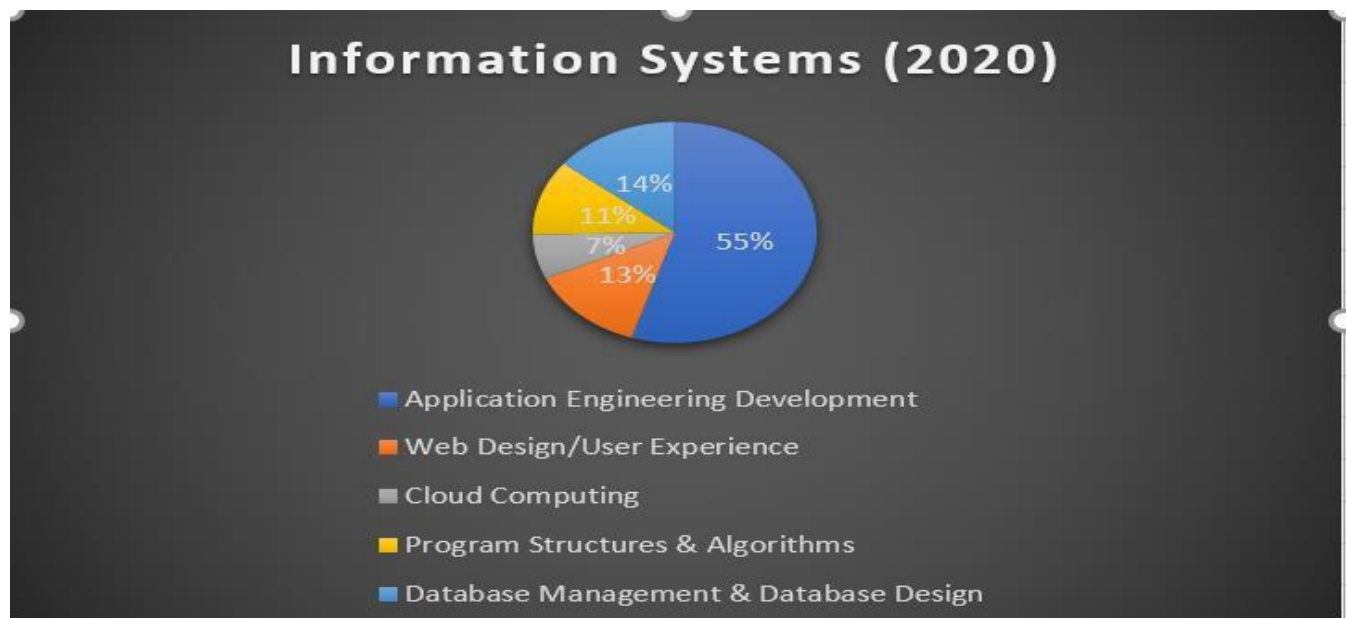 Information Systems (2020)
14%
11%
55%
7%
13%
Application Engineering Development
Web Design/User Experience
Cloud Computing
Program Structures & Algorithms
Database Management & Database Design